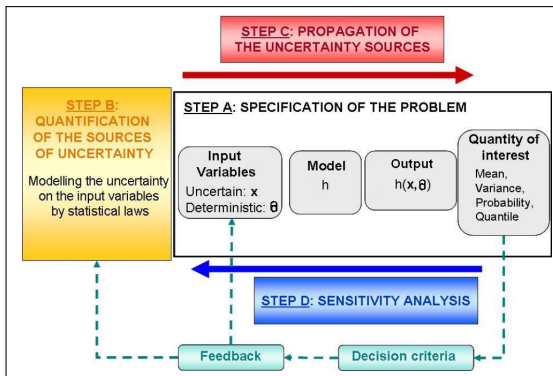 STEP C: PROPAGATION OF
THE UNCERTAINTY SOURCES
STEP B:
QUANTIFICATION
OF THE SOURCES
OF UNCERTAINTY
Modelling the uncertainty
on the input variables
by statistical laws
STEP A: SPECIFICATION OF THE PROBLEM
Input
Variables
Uncertain: x
Deterministic: θ
Model
h
Output
h(x,θ)
Quantity of
interest
Mean,
Variance,
Probability,
Quantile
STEP D: SENSITIVITY ANALYSIS
Feedback
Decision criteria